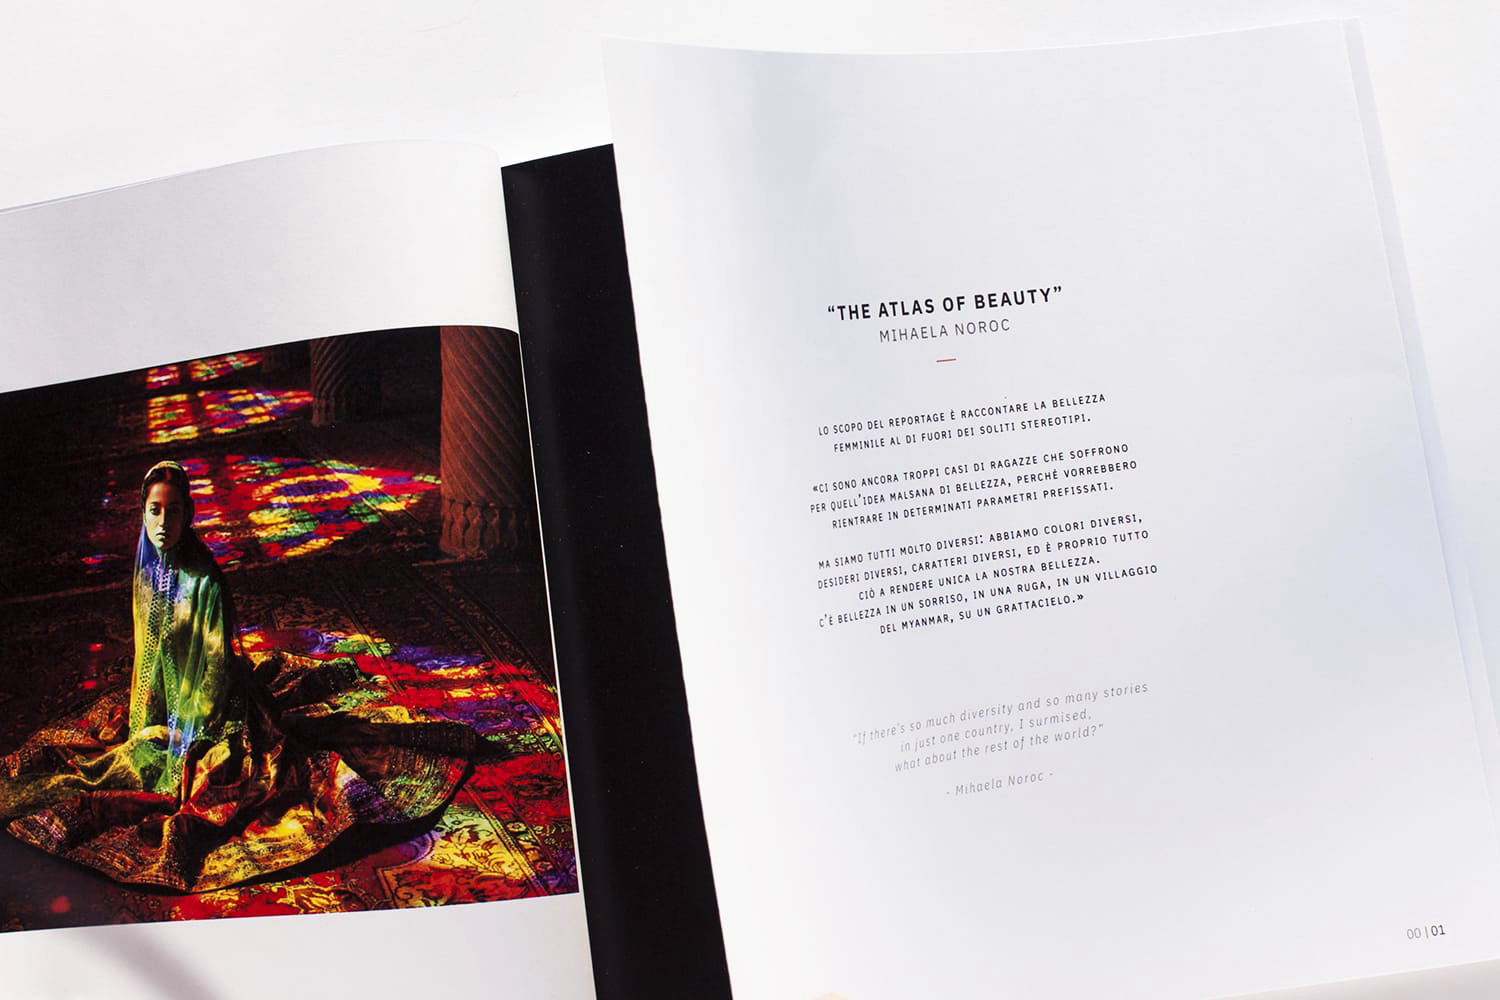 “THE ATLAS OF BEAUTY”
MIHAELA NOROC
LO SCOPO DEL REPORTAGE È RACCONTARE LA BELLEZZA
FEMMINILE AL DI FUORI DEI SOLITI STEREOTIPI.
«CI SONO ANCORA TROPPI CASI DI RAGAZZE CHE SOFFRONO
PER QUELL'IDEA MALSANA DI BELLEZZA, PERCHÈ VORREBBERO
RIENTRARE IN DETERMINATI PARAMETRI PREFISSATI.
MA SIAMO TUTTI MOLTO DIVERSI: ABBIAMO COLORI DIVERSI,
DESIDERI DIVERSI, CARATTERI DIVERSI, ED È PROPRIO TUTTO
CIÒ A RENDERE UNICA LA NOSTRA BELLEZZA.
C'È BELLEZZA IN UN SORRISO, IN UNA RUGA, IN UN VILLAGGIO
DEL MYANMAR, SU UN GRATTACIELO.»
“If there's so much diversity and so many stories
in just one country, I surmised,
what about the rest of the world?”
- Mihaela Noroc -
00 | 01